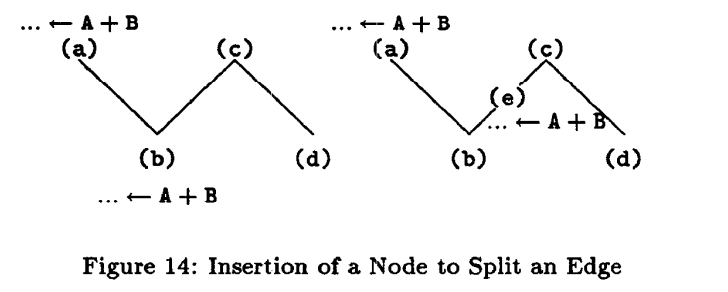 ... ← A + B ... ← A + B
(a) (c) (a) (c)
(e)
... ← A + B
(b) (d) (b) (d)
... ← A + B
Figure 14: Insertion of a Node to Split an Edge